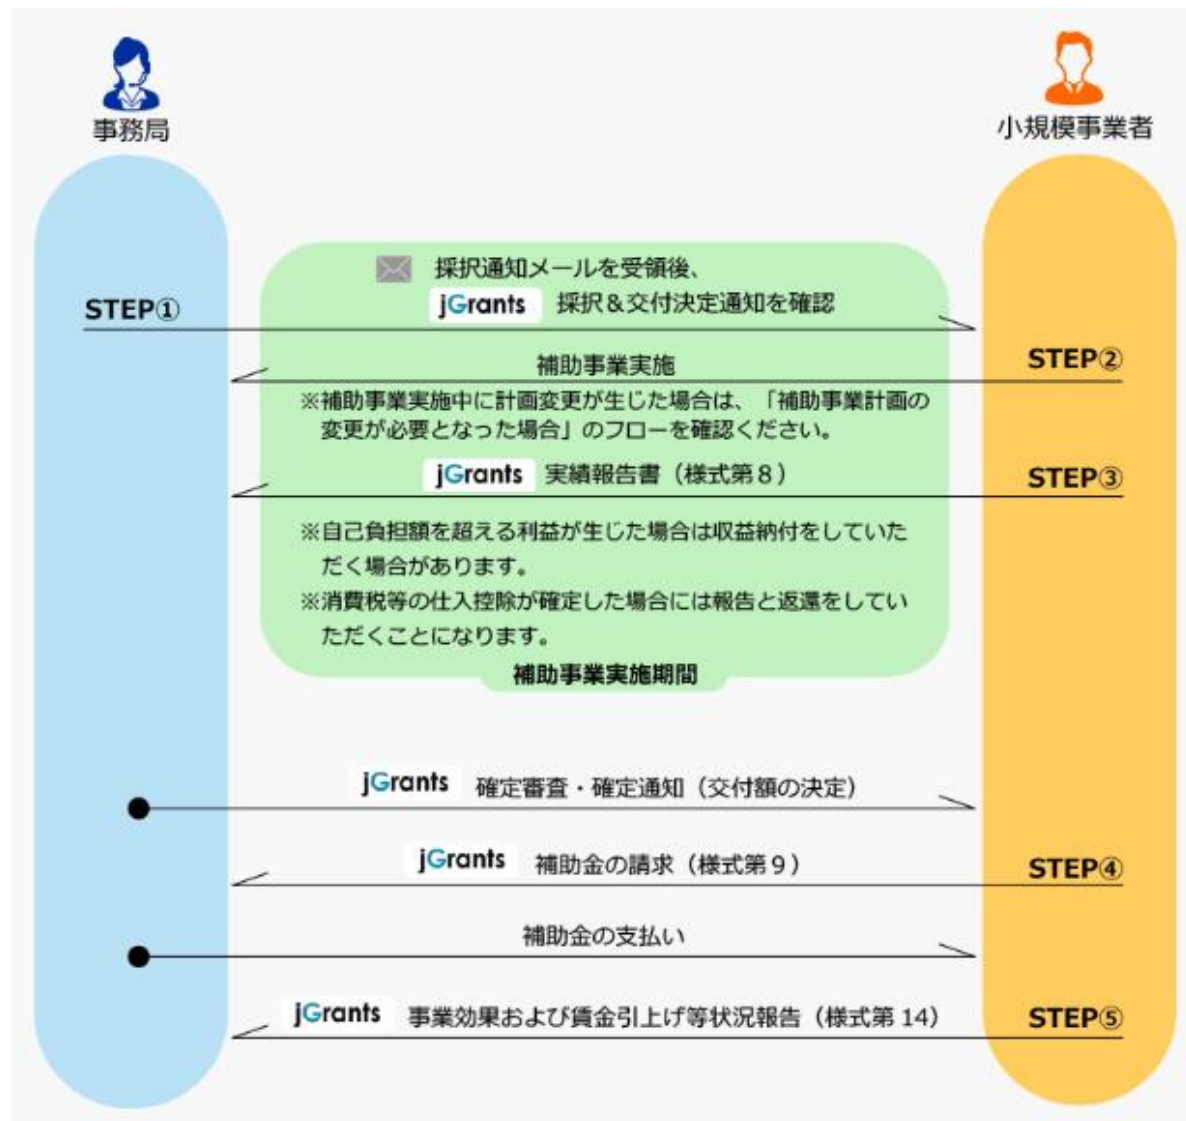 事務局
小規模事業者
採択通知メールを受領後、
STEP① jGrants 採択＆交付決定通知を確認
補助事業実施 STEP②
※補助事業実施中に計画変更が生じた場合は、「補助事業計画の
変更が必要となった場合」のフローを確認ください。
jGrants 実績報告書（様式第８） STEP③
※自己負担額を超える利益が生じた場合は収益納付をしていた
だく場合があります。
※消費税等の仕入控除が確定した場合には報告と返還をしてい
ただくことになります。
補助事業実施期間
jGrants 確定審査・確定通知（交付額の決定）
jGrants 補助金の請求（様式第９） STEP④
補助金の支払い
jGrants 事業効果および賃金引上げ等状況報告（様式第 14） STEP⑤